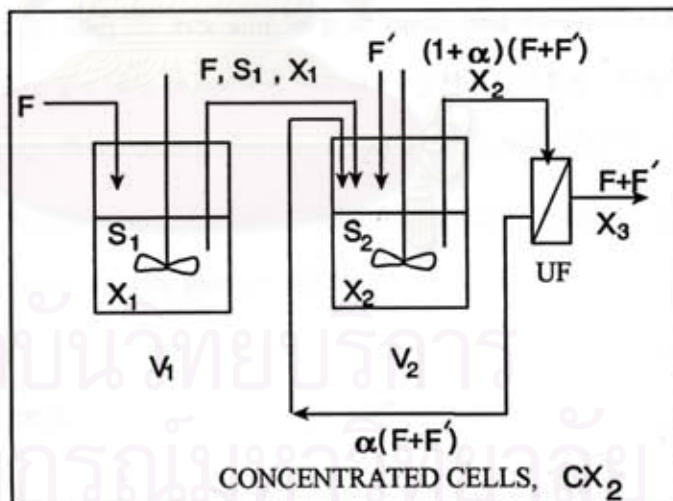 F'
(1+α)(F+F')
F, S₁ , X₁
X₂
F
F+F'
S₁
S₂
X₃
UF
X₁
X₂
V₁
V₂
α(F+F')
CONCENTRATED CELLS, CX₂